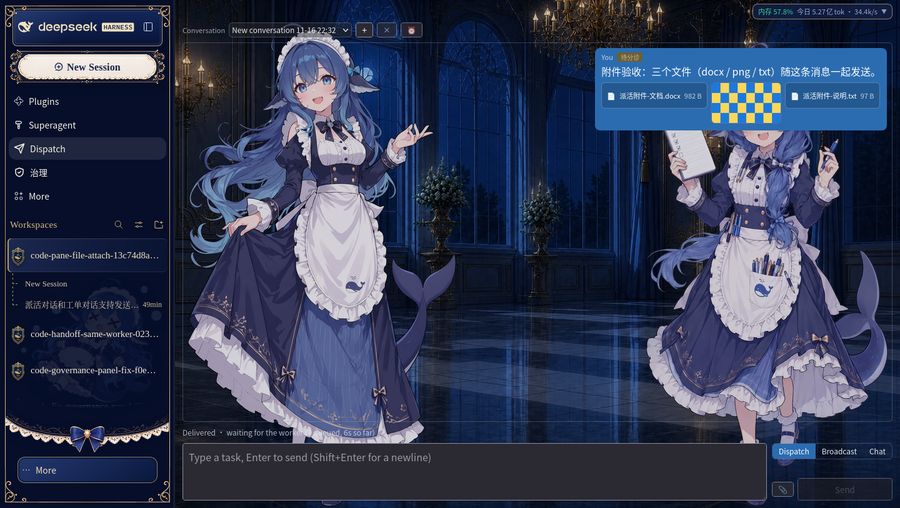 deepseek HARNESS
New Session
Plugins
Superagent
Dispatch
治理
More
Workspaces
code-pane-file-attach-13c74d8a…
New Session
派活对话和工单对话支持发送… 49min
code-handoff-same-worker-023…
code-governance-panel-fix-f0e…
More
Conversation New conversation 11-16 22:32
内存 57.8% 今日 5.27亿 tok · 34.4k/s ▼
You 待分诊
附件验收：三个文件（docx / png / txt）随这条消息一起发送。
派活附件-文档.docx 982 B
派活附件-说明.txt 97 B
Delivered · waiting for the worker (queued, 6s so far)
Type a task, Enter to send (Shift+Enter for a newline)
Dispatch Broadcast Chat
Send